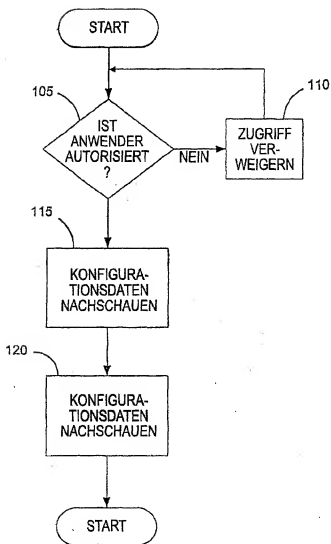 START
105
IST
ANWENDER
AUTORISIERT
?
NEIN
110
ZUGRIFF
VER-
WEIGERN
115
KONFIGURA-
TIONSDATEN
NACHSCHAUEN
120
KONFIGURA-
TIONSDATEN
NACHSCHAUEN
START